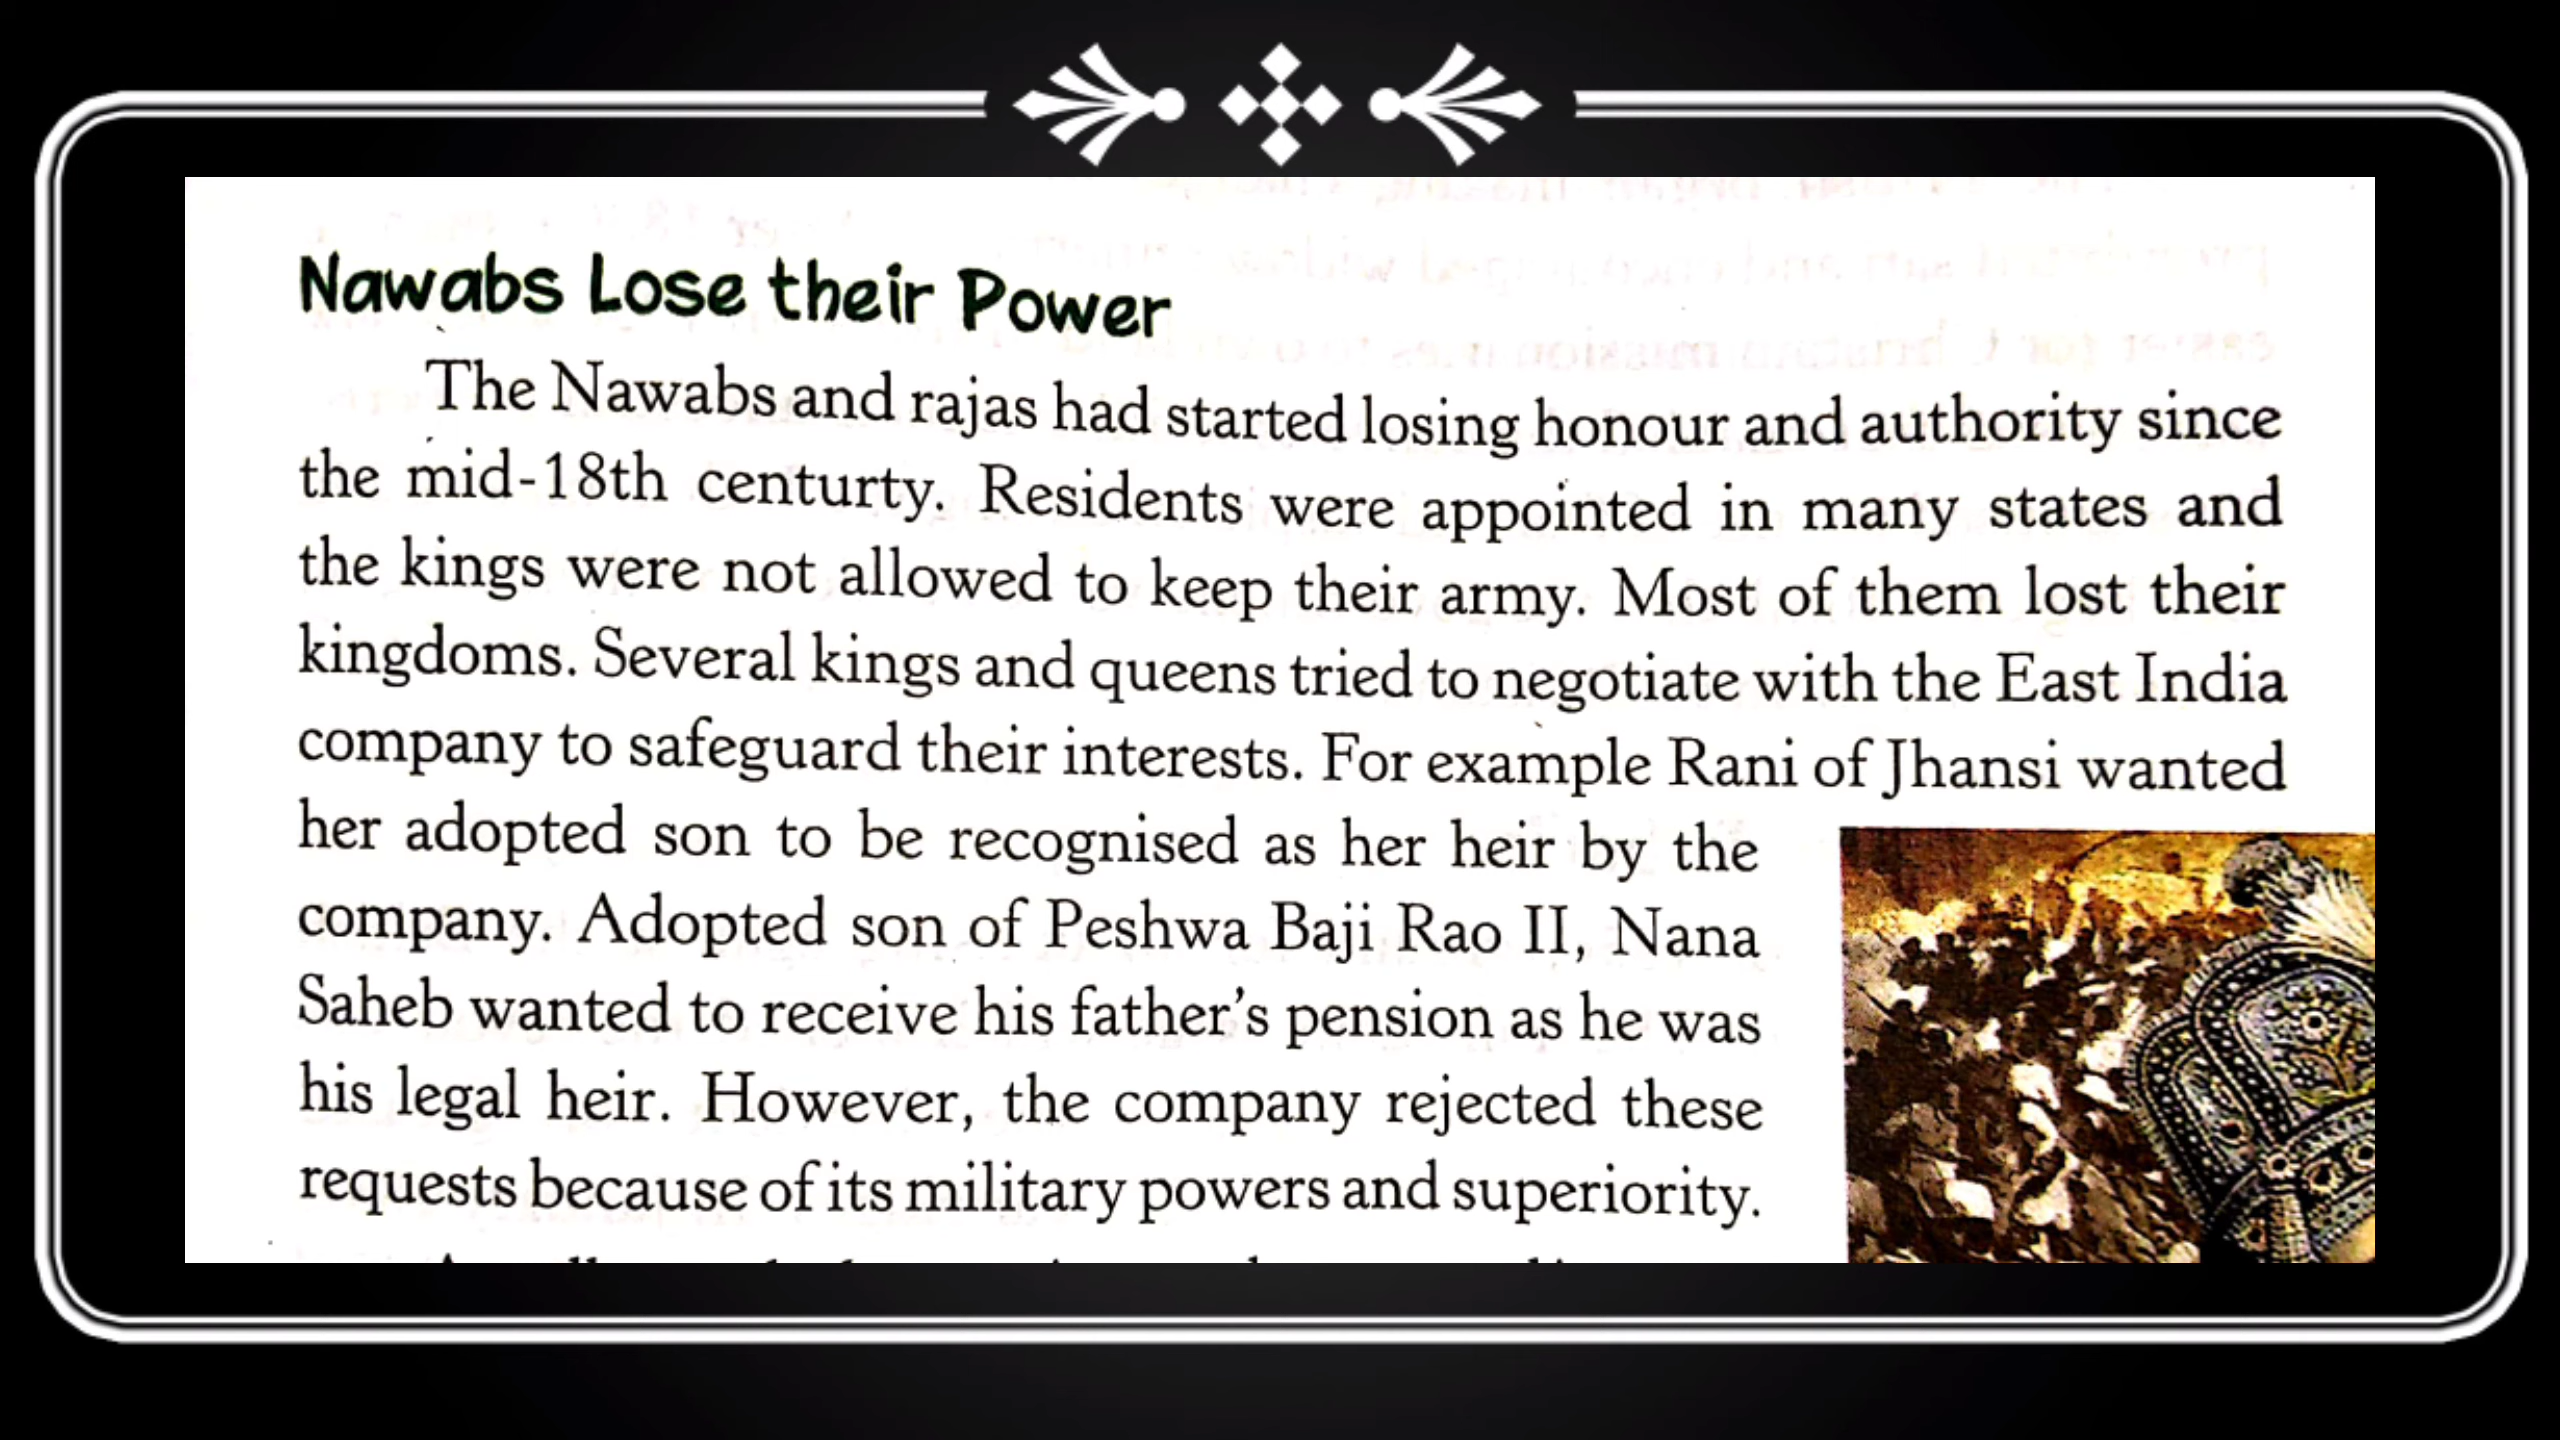 Nawabs Lose their Power
The Nawabs and rajas had started losing honour and authority since
the mid-18th centurty. Residents were appointed in many states and
the kings were not allowed to keep their army. Most of them lost their
kingdoms. Several kings and queens tried to negotiate with the East India
company to safeguard their interests. For example Rani of Jhansi wanted
her adopted son to be recognised as her heir by the
company. Adopted son of Peshwa Baji Rao II, Nana
Saheb wanted to receive his father's pension as he was
his legal heir. However, the company rejected these
requests because of its military powers and superiority.